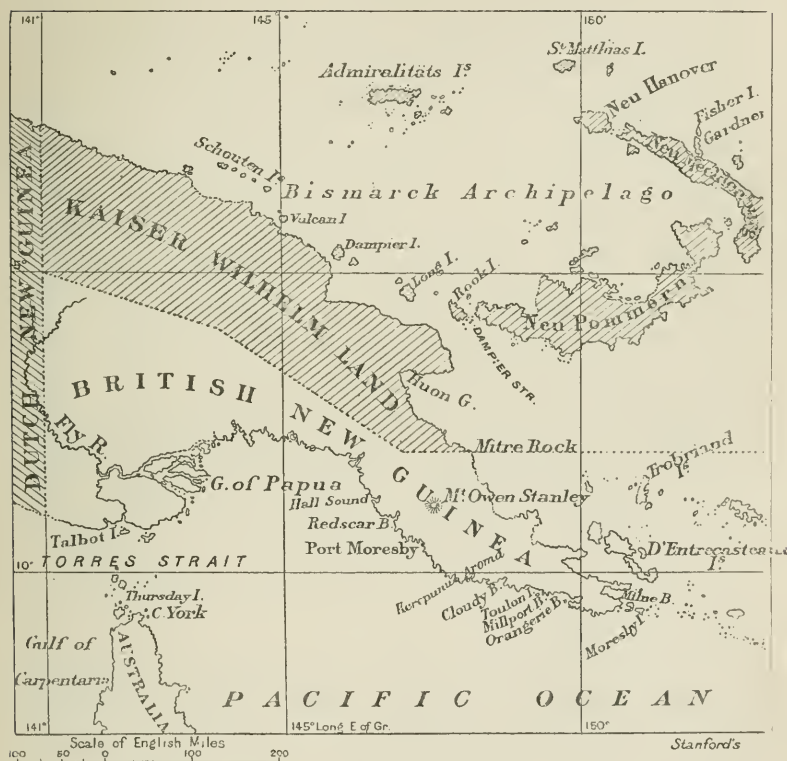 141°
145°
150°
St Matthias I.
Admiralitäts Is
Neu Hanover
Fisher I.
Gardner
Schouten Is
Bismarck Archipelago
Vulcan I
KAISER WILHELM LAND
Dampier I.
5°
Long I.
Rook I.
Neu Pommern
DAMPIER STR.
DUTCH NEW GUINEA
BRITISH NEW GUINEA
Huon G.
Fly R.
Mitre Rock
Trobriand Is
G. of Papua
Mt Owen Stanley
Hall Sound
Redscar B.
Talbot I.
Port Moresby
D'Entrecasteaux Is
10°
TORRES STRAIT
Aroma
Thursday I.
C. York
Cloudy B.
Toulon I.
Millport B.
Orangerie B.
Milne B.
Moresby I.
Gulf of
Carpentaria
AUSTRALIA
PACIFIC OCEAN
141°
145° Long E of Gr.
150°
Scale of English Miles
100 50 0 100 200
Stanford's